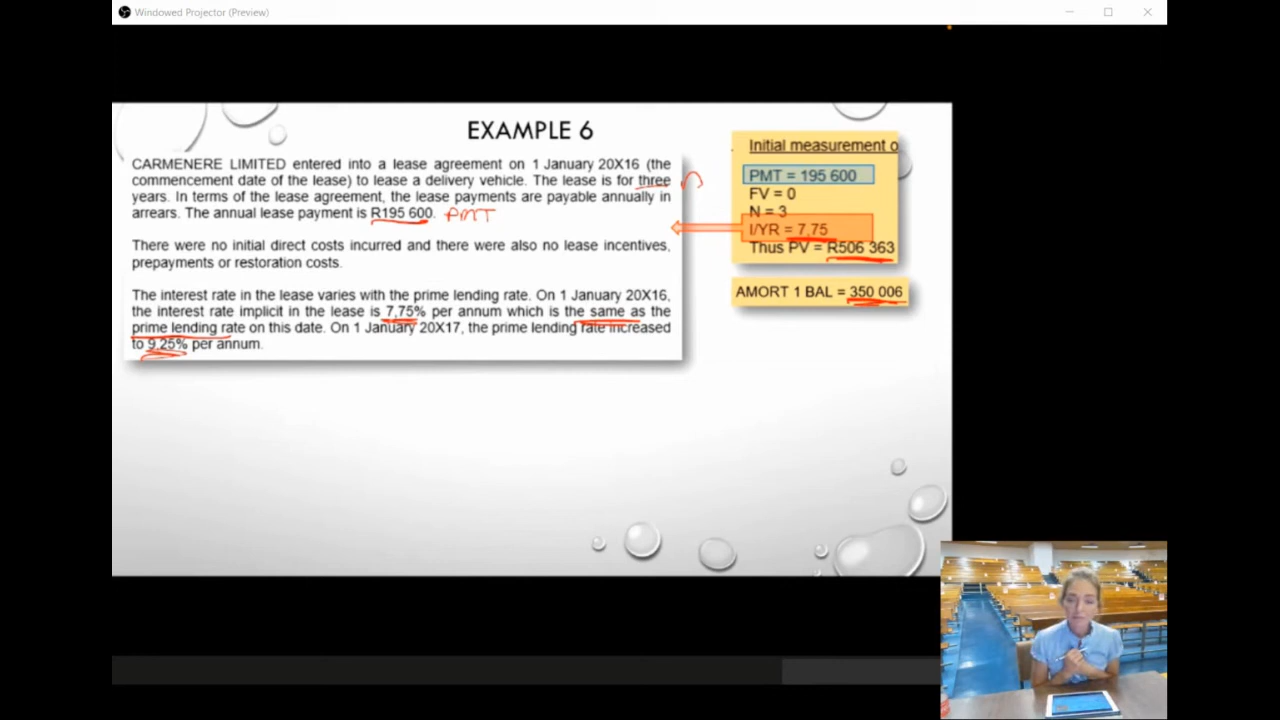 Windowed Projector (Preview)
EXAMPLE 6
CARMENERE LIMITED entered into a lease agreement on 1 January 20X16 (the
commencement date of the lease) to lease a delivery vehicle. The lease is for three
years. In terms of the lease agreement, the lease payments are payable annually in
arrears. The annual lease payment is R195 600.
There were no initial direct costs incurred and there were also no lease incentives,
prepayments or restoration costs.
The interest rate in the lease varies with the prime lending rate. On 1 January 20X16,
the interest rate implicit in the lease is 7,75% per annum which is the same as the
prime lending rate on this date. On 1 January 20X17, the prime lending rate increased
to 9,25% per annum.
n
PMT
Initial measurement o
PMT = 195 600
FV = 0
N = 3
I/YR = 7,75
Thus PV = R506 363
AMORT 1 BAL = 350 006